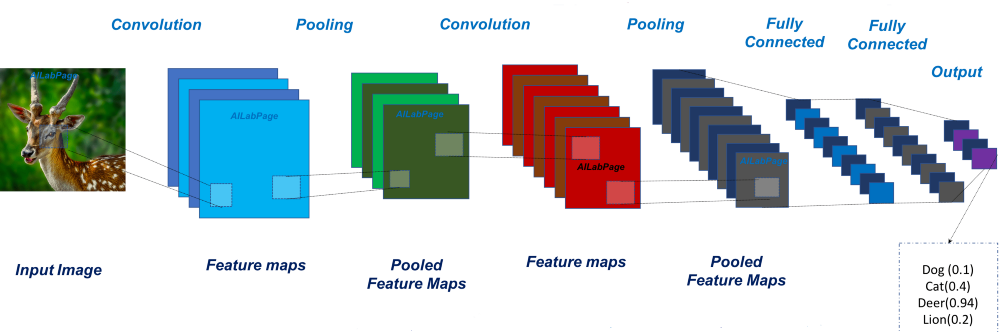 Convolution
Pooling
Convolution
Pooling
Fully
Connected
Fully
Connected
Output
AILabPage
AILabPage
AILabPage
AILabPage
AILabPage
Input Image
Feature maps
Pooled
Feature Maps
Feature maps
Pooled
Feature Maps
Dog (0.1)
Cat(0.4)
Deer(0.94)
Lion(0.2)